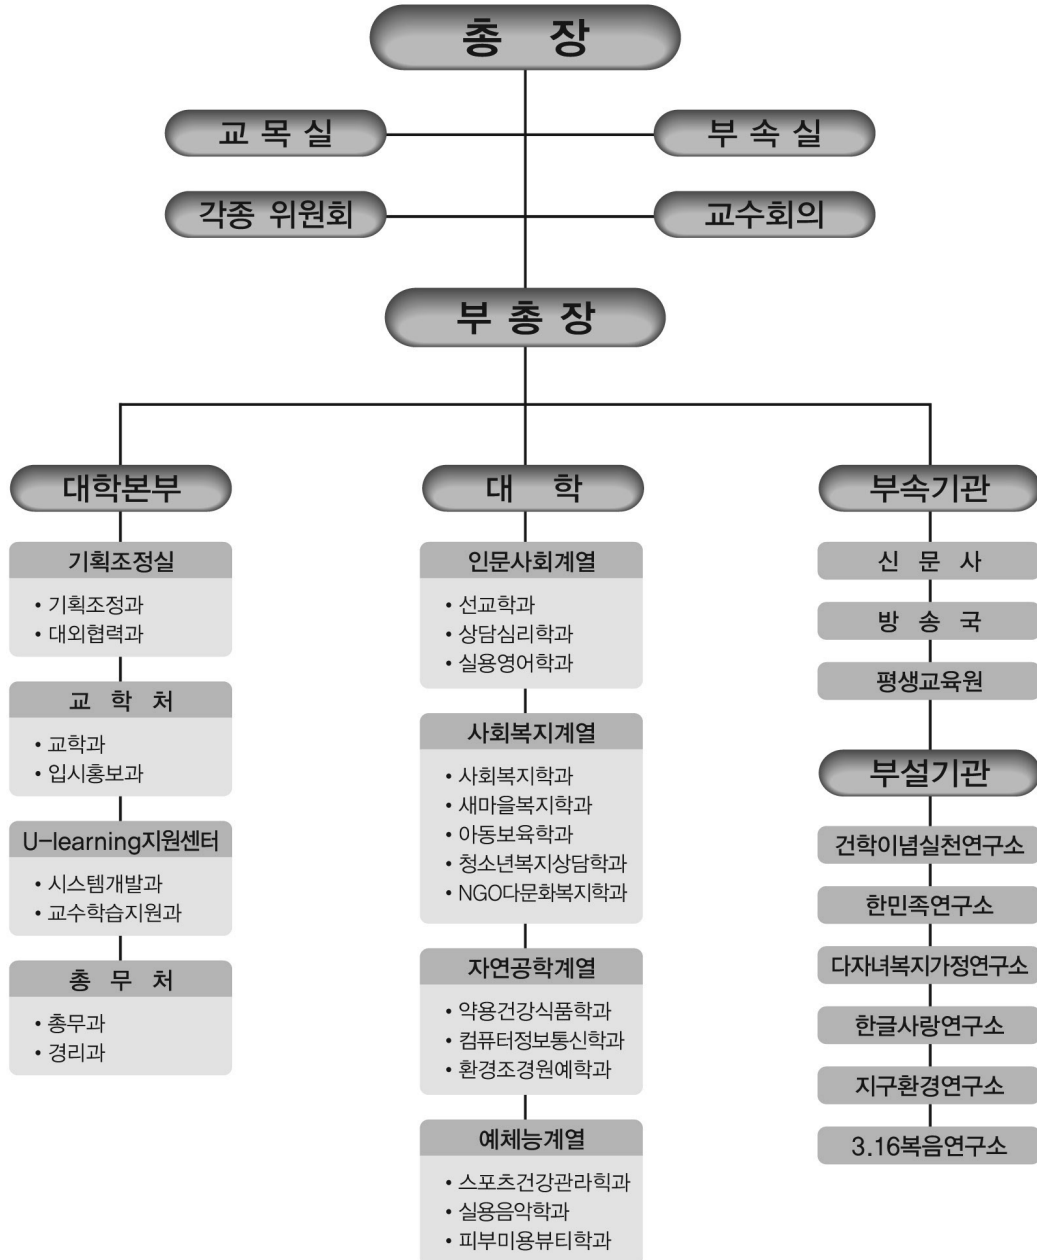 총 장
교 목 실
부 속 실
각종 위원회
교수회의
부 총 장
대학본부
기획조정실
• 기획조정과
• 대외협력과
교 학 처
• 교학과
• 입시홍보과
U-learning지원센터
• 시스템개발과
• 교수학습지원과
총 무 처
• 총무과
• 경리과
대 학
인문사회계열
• 선교학과
• 상담심리학과
• 실용영어학과
사회복지계열
• 사회복지학과
• 새마을복지학과
• 아동보육학과
• 청소년복지상담학과
• NGO다문화복지학과
자연공학계열
• 약용건강식품학과
• 컴퓨터정보통신학과
• 환경조경원예학과
예체능계열
• 스포츠건강관라힉과
• 실용음악학과
• 피부미용뷰티학과
부속기관
신 문 사
방 송 국
평생교육원
부설기관
건학이념실천연구소
한민족연구소
다자녀복지가정연구소
한글사랑연구소
지구환경연구소
3.16복음연구소